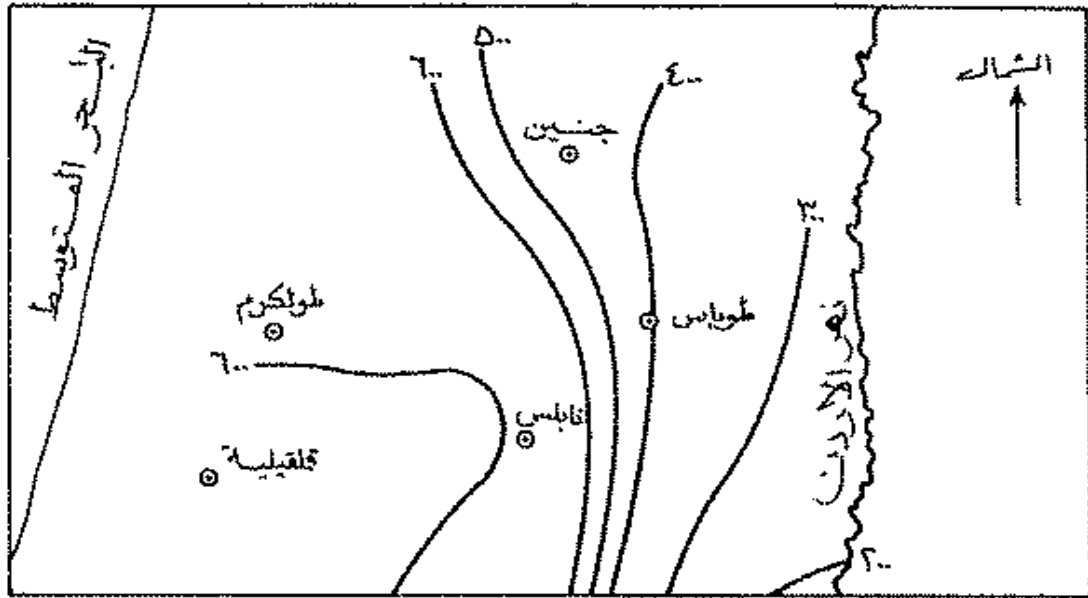 ٥٠٠
٦٠٠
٤٠٠
الشمال
البحر المتوسط
جنين
٣٠٠
طولكرم
طوباس
نهر الأردن
٦٠٠
نابلس
قلقيلية
٢٠٠